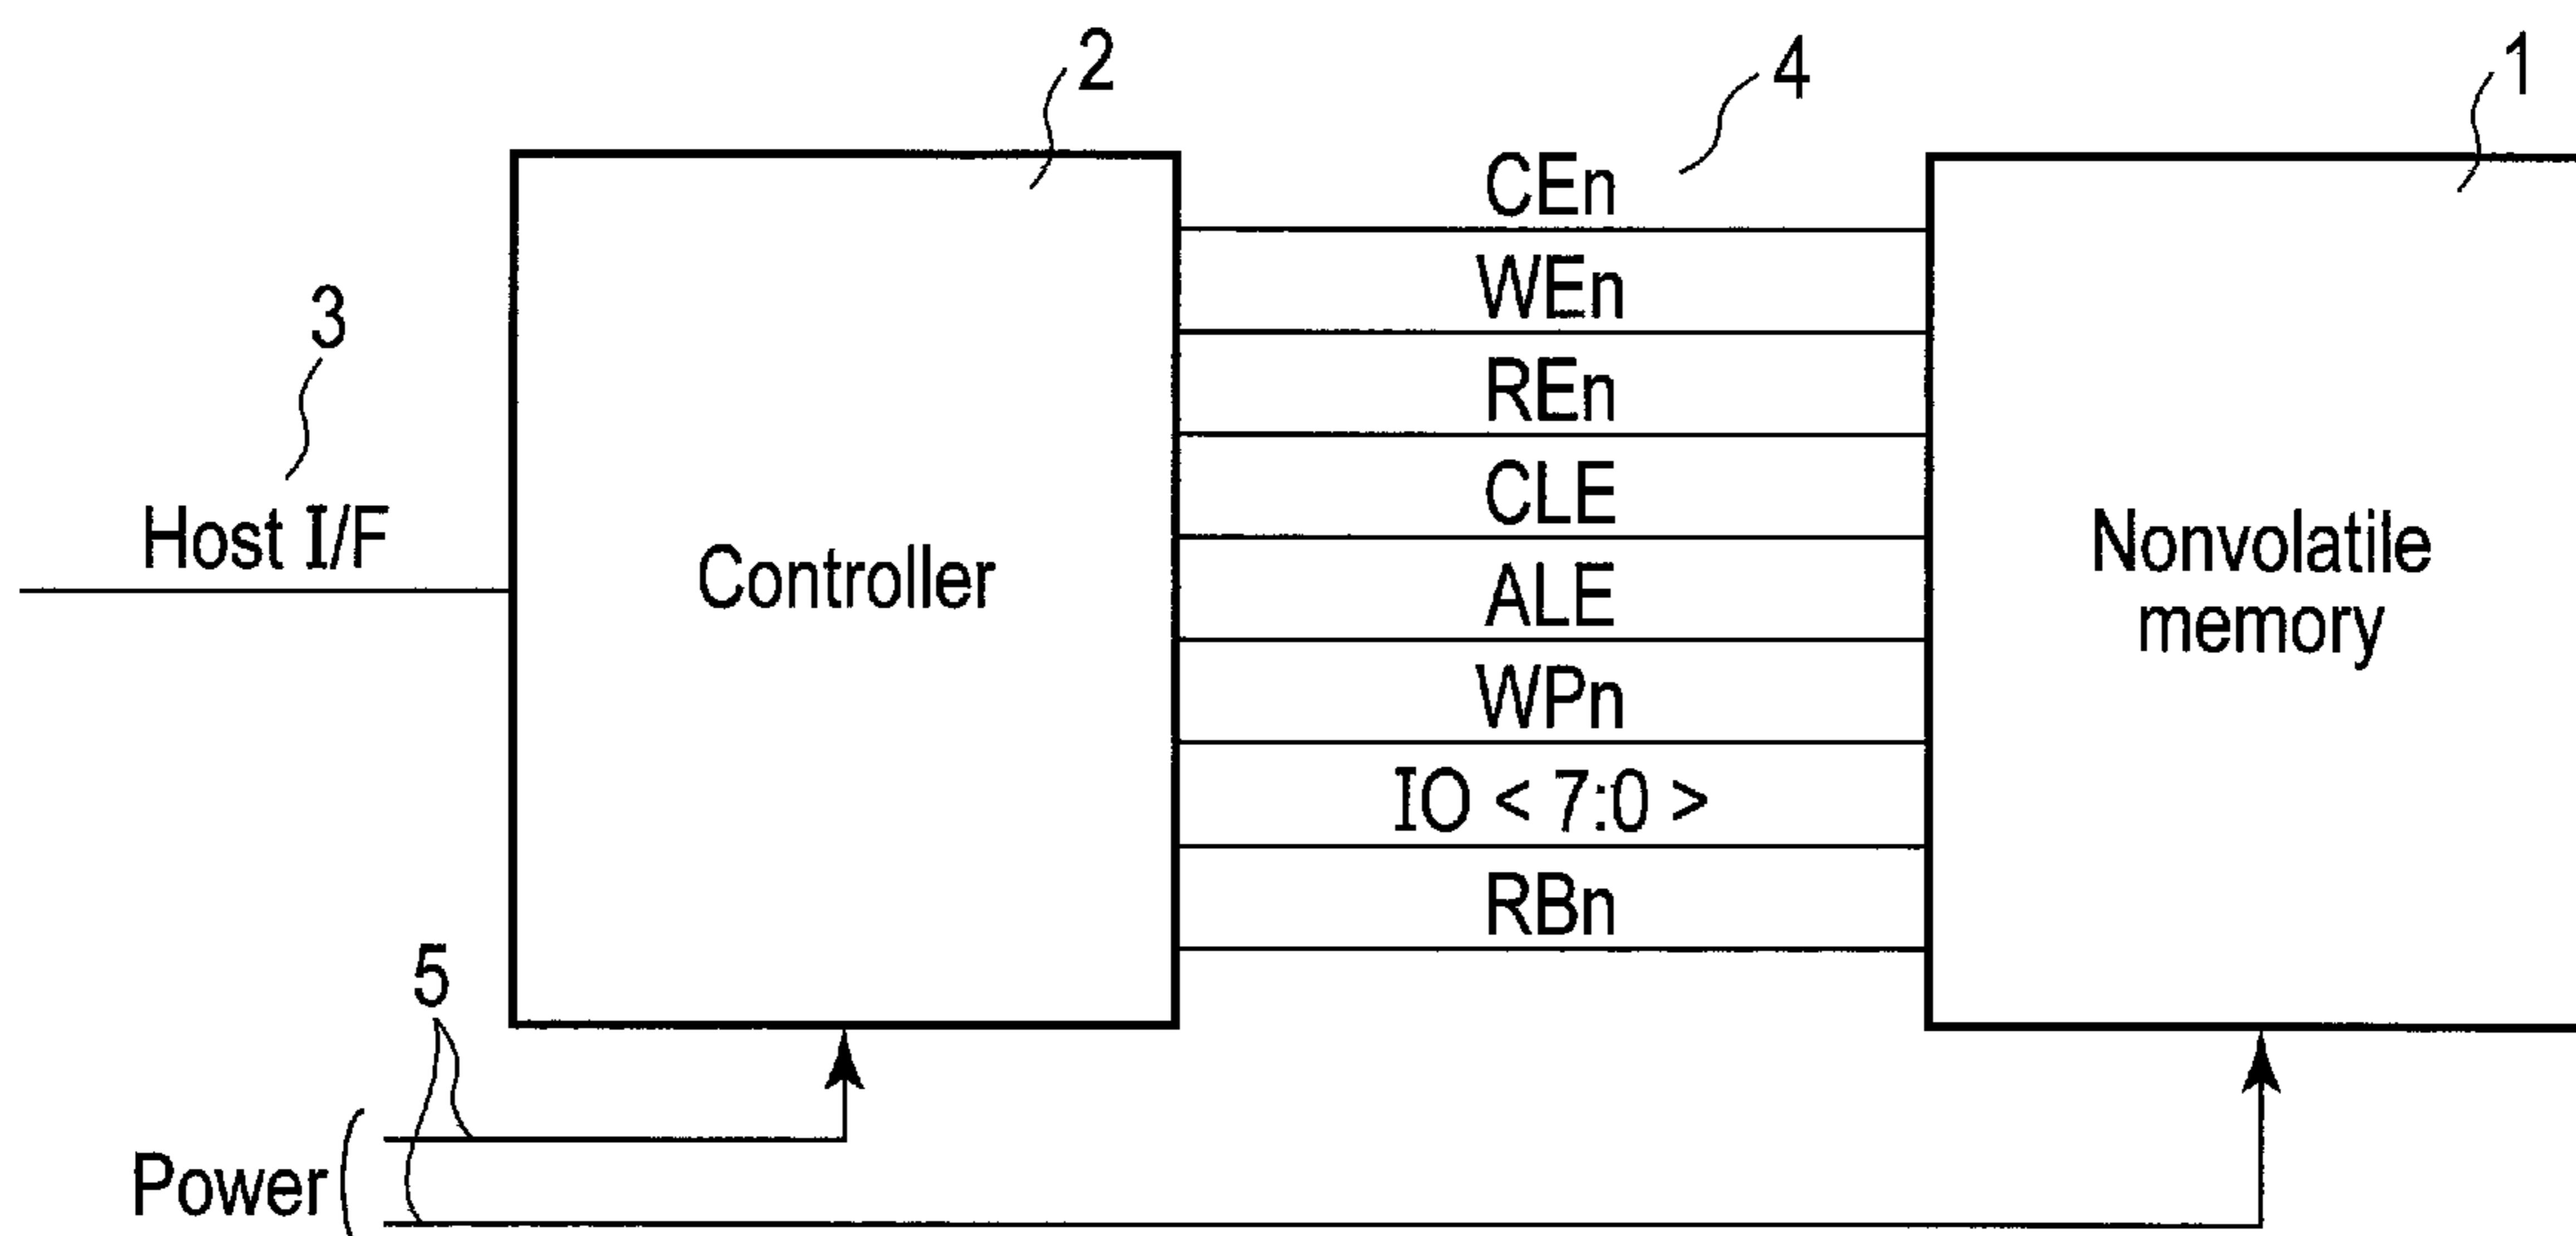 2
4
1
CEn
WEn
3
REn
CLE
Host I/F
Controller
Nonvolatile
memory
ALE
WPn
IO < 7:0 >
RBn
5
Power